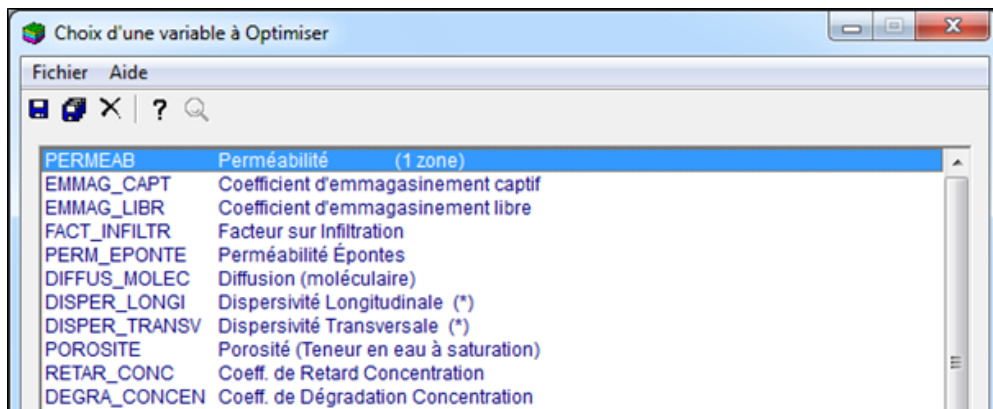 Choix d'une variable à Optimiser
Fichier Aide
?
PERMEAB Perméabilité (1 zone)
EMMAG_CAPT Coefficient d'emmagasinement captif
EMMAG_LIBR Coefficient d'emmagasinement libre
FACT_INFILTR Facteur sur Infiltration
PERM_EPONTE Perméabilité Épontes
DIFFUS_MOLEC Diffusion (moléculaire)
DISPER_LONGI Dispersivité Longitudinale (*)
DISPER_TRANSV Dispersivité Transversale (*)
POROSITE Porosité (Teneur en eau à saturation)
RETAR_CONC Coeff. de Retard Concentration
DEGRA_CONCEN Coeff. de Dégradation Concentration